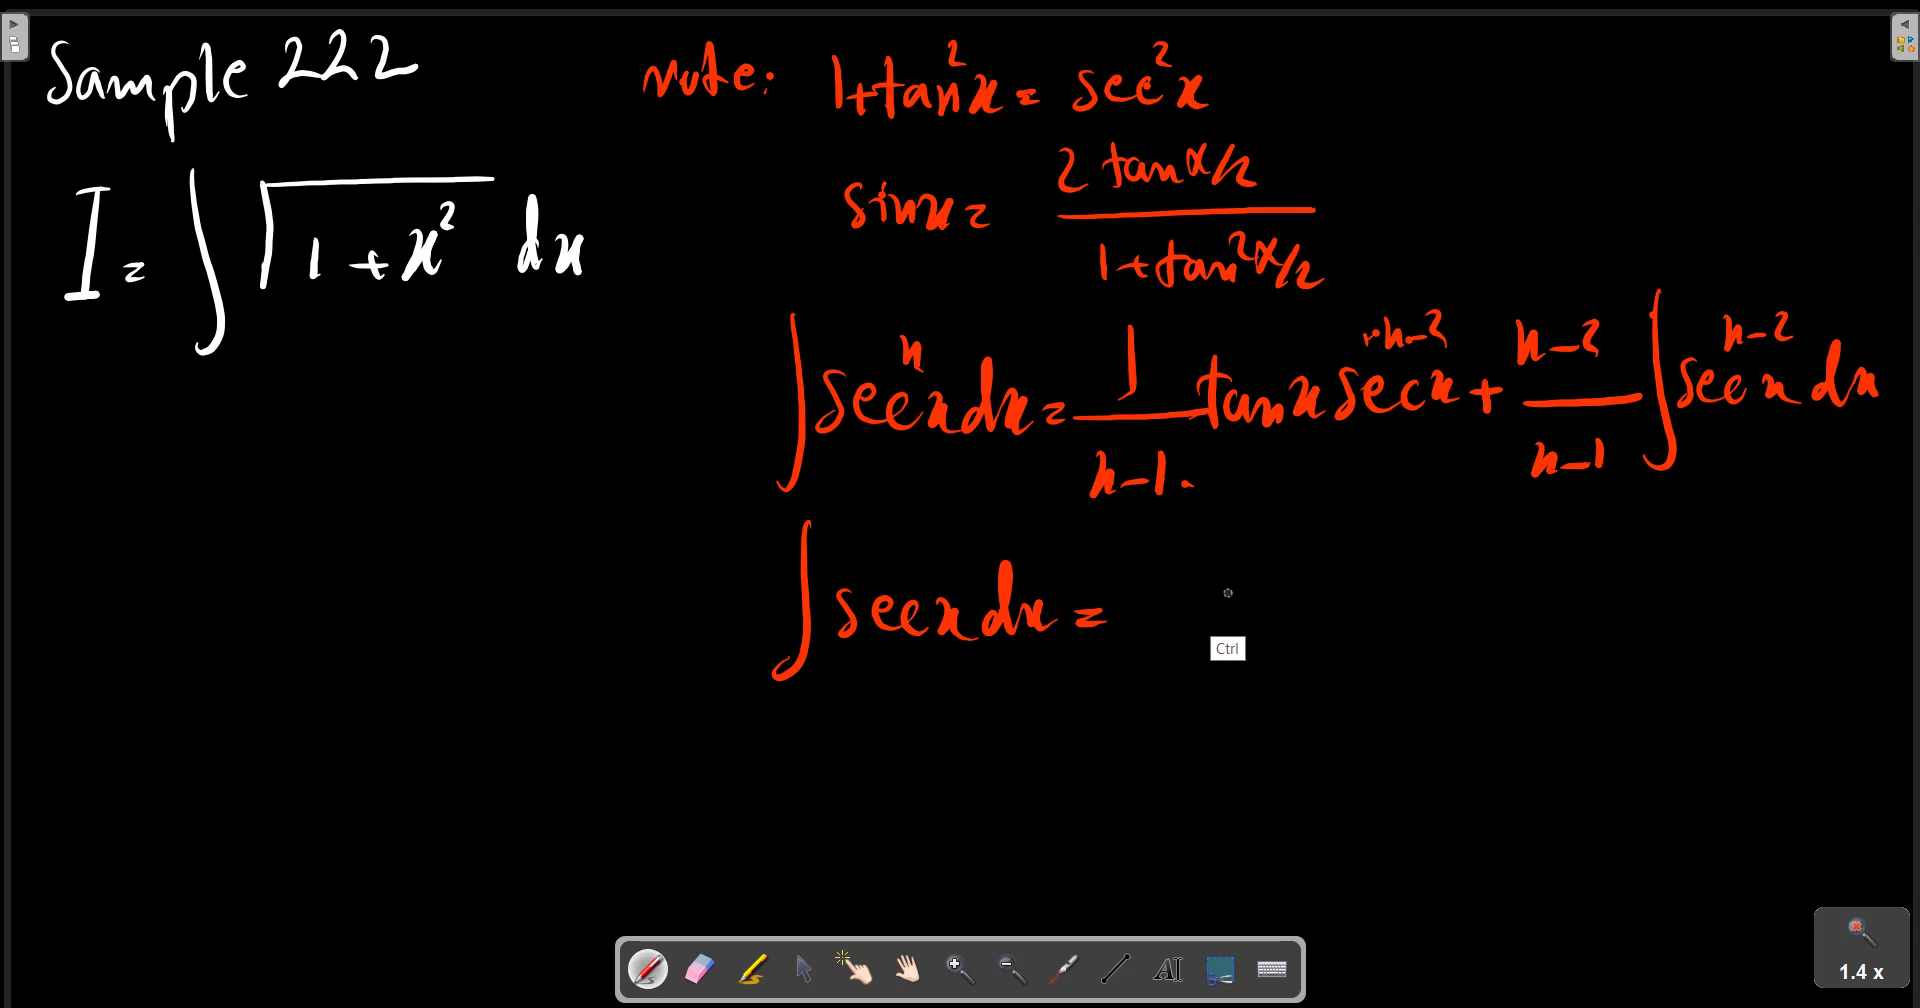 Sample 222
I = ∫ √(1 + x²) dx
Note: 1 + tan²x = sec²x
sin x = 2 tan x/2 / (1 + tan² x/2)
∫ secⁿx dx = 1/(n-1) tan x secⁿ⁻²x + (n-2)/(n-1) ∫ secⁿ⁻²x dx
∫ sec x dx =
Ctrl
AI
1.4 x